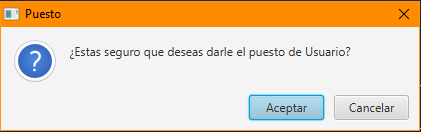 Puesto
¿Estas seguro que deseas darle el puesto de Usuario?
Aceptar
Cancelar